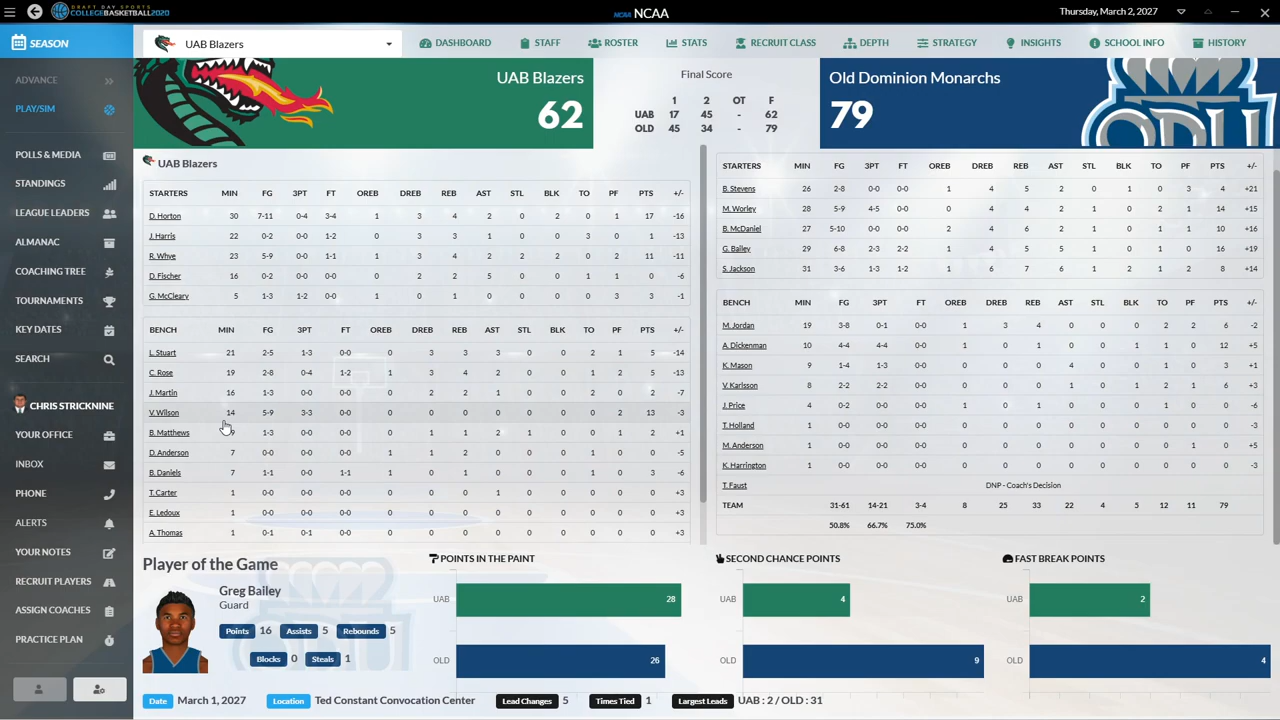 DRAFT DAY SPORTS
COLLEGE BASKETBALL 2020
NCAA NCAA
Thursday, March 2, 2027
SEASON
UAB Blazers
DASHBOARD STAFF ROSTER STATS RECRUIT CLASS DEPTH STRATEGY INSIGHTS SCHOOL INFO HISTORY
ADVANCE
PLAY/SIM
POLLS & MEDIA
STANDINGS
LEAGUE LEADERS
ALMANAC
COACHING TREE
TOURNAMENTS
KEY DATES
SEARCH
CHRIS STRICKNINE
YOUR OFFICE
INBOX
PHONE
ALERTS
YOUR NOTES
RECRUIT PLAYERS
ASSIGN COACHES
PRACTICE PLAN
UAB Blazers
62
Final Score
1 2 OT F
UAB 17 45 - 62
OLD 45 34 - 79
Old Dominion Monarchs
79
ODU
UAB Blazers
STARTERS MIN FG 3PT FT OREB DREB REB AST STL BLK TO PF PTS +/-
D. Horton 30 7-11 0-4 3-4 1 3 4 2 0 2 0 1 17 -16
J. Harris 22 0-2 0-0 1-2 0 3 3 1 0 0 3 0 1 -13
R. Whye 23 5-9 0-0 1-1 1 3 4 2 2 2 0 2 11 -11
D. Fischer 16 0-2 0-0 0-0 0 2 2 5 0 0 1 1 0 -6
G. McCleary 5 1-3 1-2 0-0 1 0 1 0 0 0 0 3 3 -1
BENCH MIN FG 3PT FT OREB DREB REB AST STL BLK TO PF PTS +/-
L. Stuart 21 2-5 1-3 0-0 0 3 3 3 0 0 2 1 5 -14
C. Rose 19 2-8 0-4 1-2 1 3 4 2 0 0 1 2 5 -13
J. Martin 16 1-3 0-0 0-0 0 2 2 1 0 0 2 0 2 -7
V. Wilson 14 5-9 3-3 0-0 0 0 0 0 0 0 0 2 13 -3
B. Matthews 9 1-3 0-0 0-0 0 1 1 2 1 0 0 1 2 +1
D. Anderson 7 0-0 0-0 0-0 1 1 2 0 0 0 1 0 0 -5
B. Daniels 7 1-1 0-0 1-1 1 0 1 0 0 0 1 0 3 -6
T. Carter 1 0-0 0-0 0-0 0 0 0 1 0 0 0 0 0 +3
E. Ledoux 1 0-0 0-0 0-0 0 0 0 0 0 0 0 0 0 +3
A. Thomas 1 0-1 0-1 0-0 0 0 0 0 0 0 0 0 0 +3
STARTERS MIN FG 3PT FT OREB DREB REB AST STL BLK TO PF PTS +/-
B. Stevens 26 2-8 0-0 0-0 1 4 5 2 0 1 0 3 4 +21
M. Worley 28 5-9 4-5 0-0 0 4 4 2 1 0 2 1 14 +15
B. McDaniel 27 5-10 0-0 0-0 2 4 6 2 1 0 1 1 10 +16
G. Bailey 29 6-8 2-3 2-2 1 4 5 5 1 0 2 0 16 +19
S. Jackson 31 3-6 1-3 1-2 1 6 7 6 1 2 1 2 8 +14
BENCH MIN FG 3PT FT OREB DREB REB AST STL BLK TO PF PTS +/-
M. Jordan 19 3-8 0-1 0-0 1 3 4 0 0 0 2 2 6 -2
A. Dickenman 10 4-4 4-4 0-0 0 1 1 0 0 1 1 0 12 +5
K. Mason 9 1-4 1-3 0-0 0 0 0 4 0 0 1 0 3 +1
V. Karlsson 8 2-2 2-2 0-0 0 0 0 1 0 1 2 1 6 +3
J. Price 4 0-2 0-0 0-0 1 0 1 0 0 0 0 0 0 -6
T. Holland 1 0-0 0-0 0-0 0 0 0 0 0 0 0 0 0 -3
M. Anderson 1 0-0 0-0 0-0 0 0 0 0 0 0 0 1 0 +5
K. Harrington 1 0-0 0-0 0-0 0 0 0 0 0 0 0 0 0 -3
T. Faust DNP - Coach's Decision
TEAM 31-61 14-21 3-4 8 25 33 22 4 5 12 11 79
50.8% 66.7% 75.0%
Player of the Game
Greg Bailey
Guard
Points 16 Assists 5 Rebounds 5
Blocks 0 Steals 1
POINTS IN THE PAINT
UAB 28
OLD 26
SECOND CHANCE POINTS
UAB 4
OLD 9
FAST BREAK POINTS
UAB 2
OLD 4
Date March 1, 2027 Location Ted Constant Convocation Center Lead Changes 5 Times Tied 1 Largest Leads UAB : 2 / OLD : 31